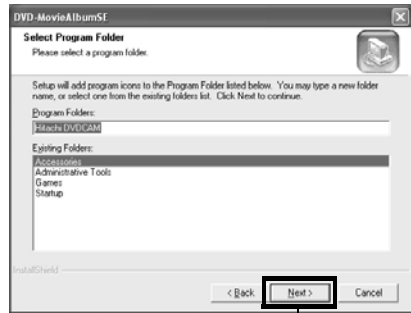 DVD-MovieAlbumSE
Select Program Folder
Please select a program folder.
Setup will add program icons to the Program Folder listed below. You may type a new folder
name, or select one from the existing folders list. Click Next to continue.
Program Folders:
Hitachi DVDCAM
Existing Folders:
Accessories
Administrative Tools
Games
Startup
InstallShield
< Back
Next >
Cancel